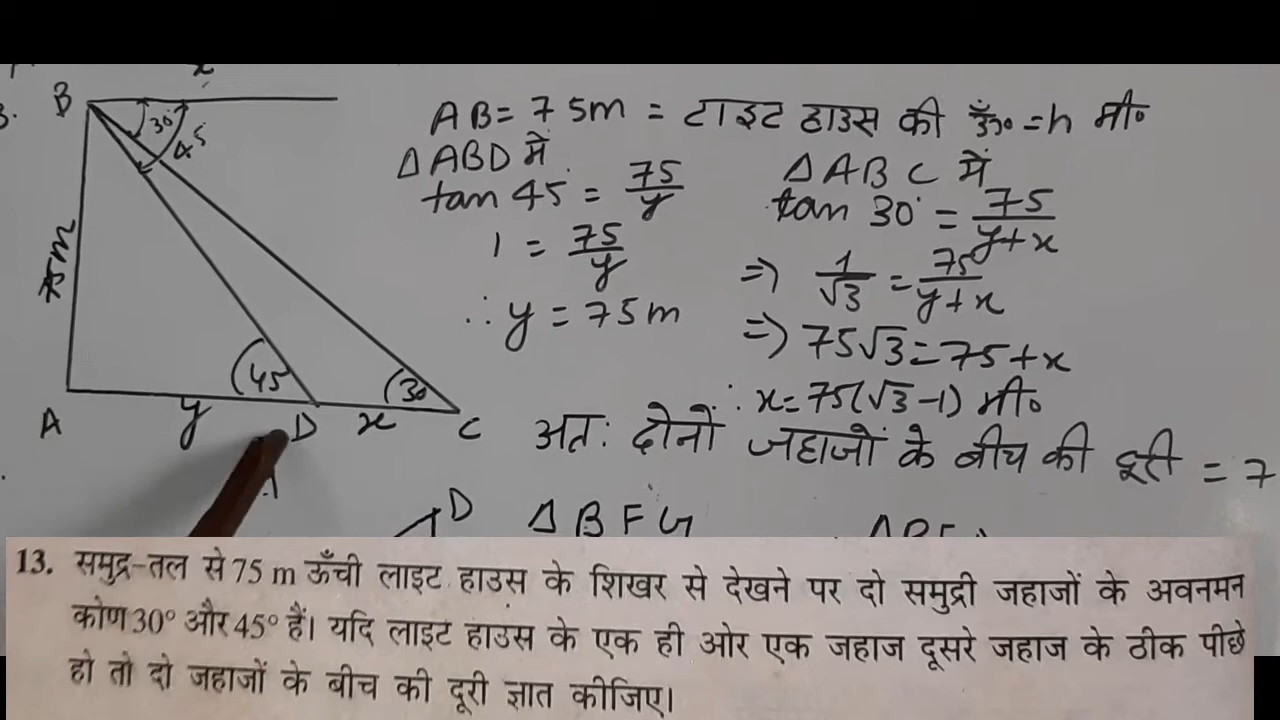 x
3.
B
30°
45
75m
45
30
A
y
D
x
C
AB = 75m = टाइट हाउस की ऊँ० = h मी०
△ABD में
tan 45 = 75/y
1 = 75/y
∴ y = 75m
△ABC में
tan 30° = 75/y+x
=> 1/√3 = 75/y+x
=> 75√3 = 75+x
∴ x = 75(√3-1) मी०
अतः दोनों जहाजों के बीच की दूरी = 7
D
△BFG
13. समुद्र-तल से 75 m ऊँची लाइट हाउस के शिखर से देखने पर दो समुद्री जहाजों के अवनमन
कोण 30° और 45° हैं। यदि लाइट हाउस के एक ही ओर एक जहाज दूसरे जहाज के ठीक पीछे
हो तो दो जहाजों के बीच की दूरी ज्ञात कीजिए।